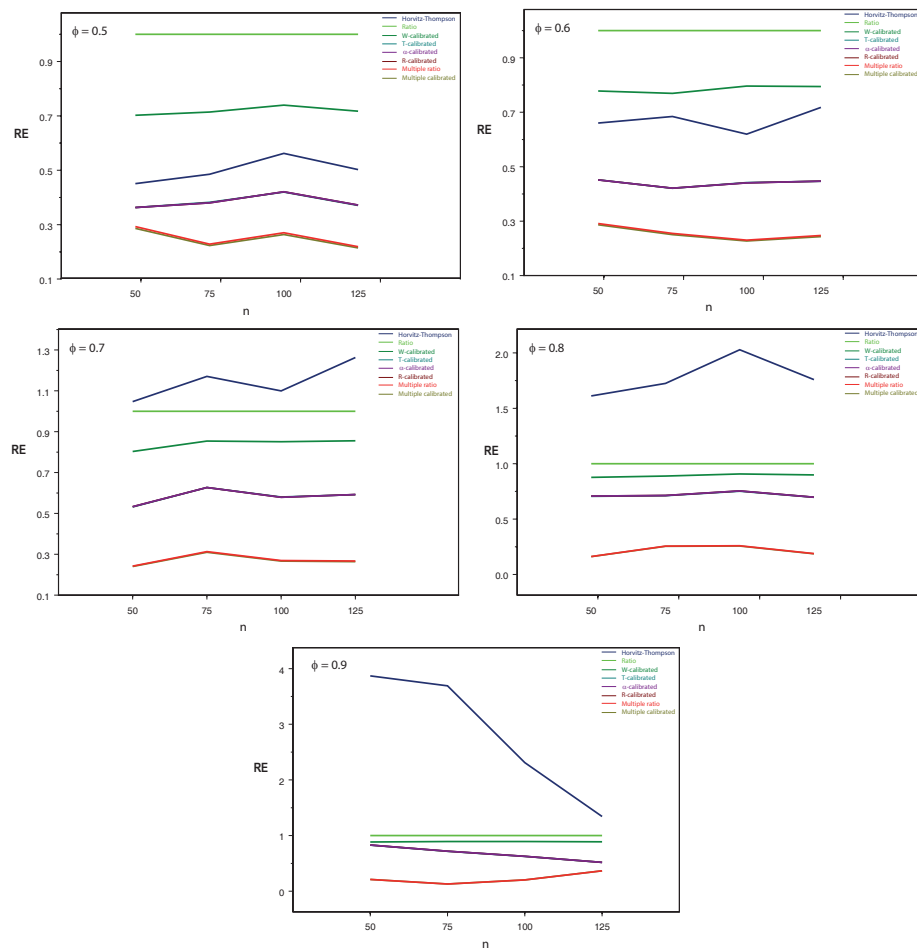 ϕ = 0.5
Horvitz-Thompson
Ratio
W-calibrated
T-calibrated
α-calibrated
R-calibrated
Multiple ratio
Multiple calibrated
RE
0.9
0.7
0.5
0.3
0.1
50 75 100 125
n
ϕ = 0.6
Horvitz-Thompson
Ratio
W-calibrated
T-calibrated
α-calibrated
R-calibrated
Multiple ratio
Multiple calibrated
RE
0.9
0.7
0.5
0.3
0.1
50 75 100 125
n
ϕ = 0.7
Horvitz-Thompson
Ratio
W-calibrated
T-calibrated
α-calibrated
R-calibrated
Multiple ratio
Multiple calibrated
RE
1.3
1.1
0.9
0.7
0.5
0.3
0.1
50 75 100 125
n
ϕ = 0.8
Horvitz-Thompson
Ratio
W-calibrated
T-calibrated
α-calibrated
R-calibrated
Multiple ratio
Multiple calibrated
RE
2.0
1.5
1.0
0.5
0.0
50 75 100 125
n
ϕ = 0.9
Horvitz-Thompson
Ratio
W-calibrated
T-calibrated
α-calibrated
R-calibrated
Multiple ratio
Multiple calibrated
RE
4
3
2
1
0
50 75 100 125
n